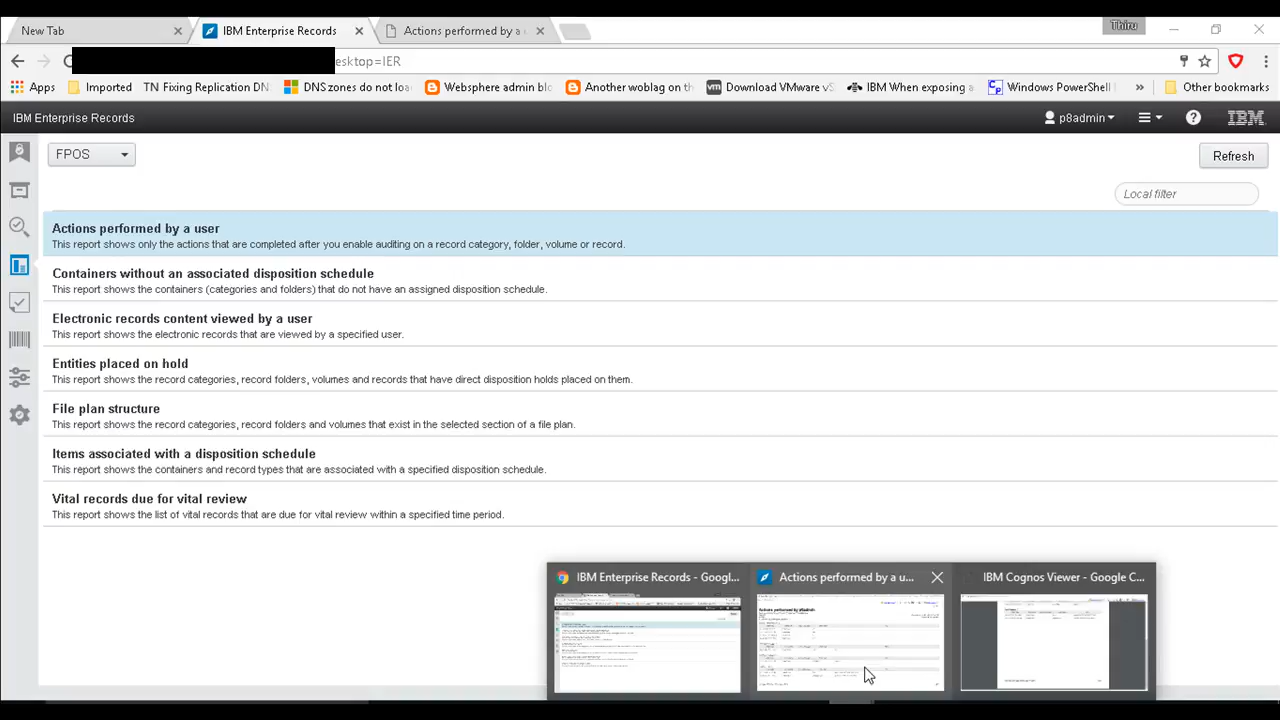 New Tab
IBM Enterprise Records
Actions performed by a
Thiru
esktop=IER
Apps
Imported
TN Fixing Replication DN
DNS zones do not loa
Websphere admin blo
Another woblag on th
Download VMware vS
IBM When exposing a
Windows PowerShell
»
Other bookmarks
IBM Enterprise Records
p8admin
IBM
FPOS
Refresh
Local filter
Actions performed by a user
This report shows only the actions that are completed after you enable auditing on a record category, folder, volume or record.
Containers without an associated disposition schedule
This report shows the containers (categories and folders) that do not have an assigned disposition schedule.
Electronic records content viewed by a user
This report shows the electronic records that are viewed by a specified user.
Entities placed on hold
This report shows the record categories, record folders, volumes and records that have direct disposition holds placed on them.
File plan structure
This report shows the record categories, record folders and volumes that exist in the selected section of a file plan.
Items associated with a disposition schedule
This report shows the containers and record types that are associated with a specified disposition schedule.
Vital records due for vital review
This report shows the list of vital records that are due for vital review within a specified time period.
IBM Enterprise Records - Googl...
Actions performed by a u...
IBM Cognos Viewer - Google C...